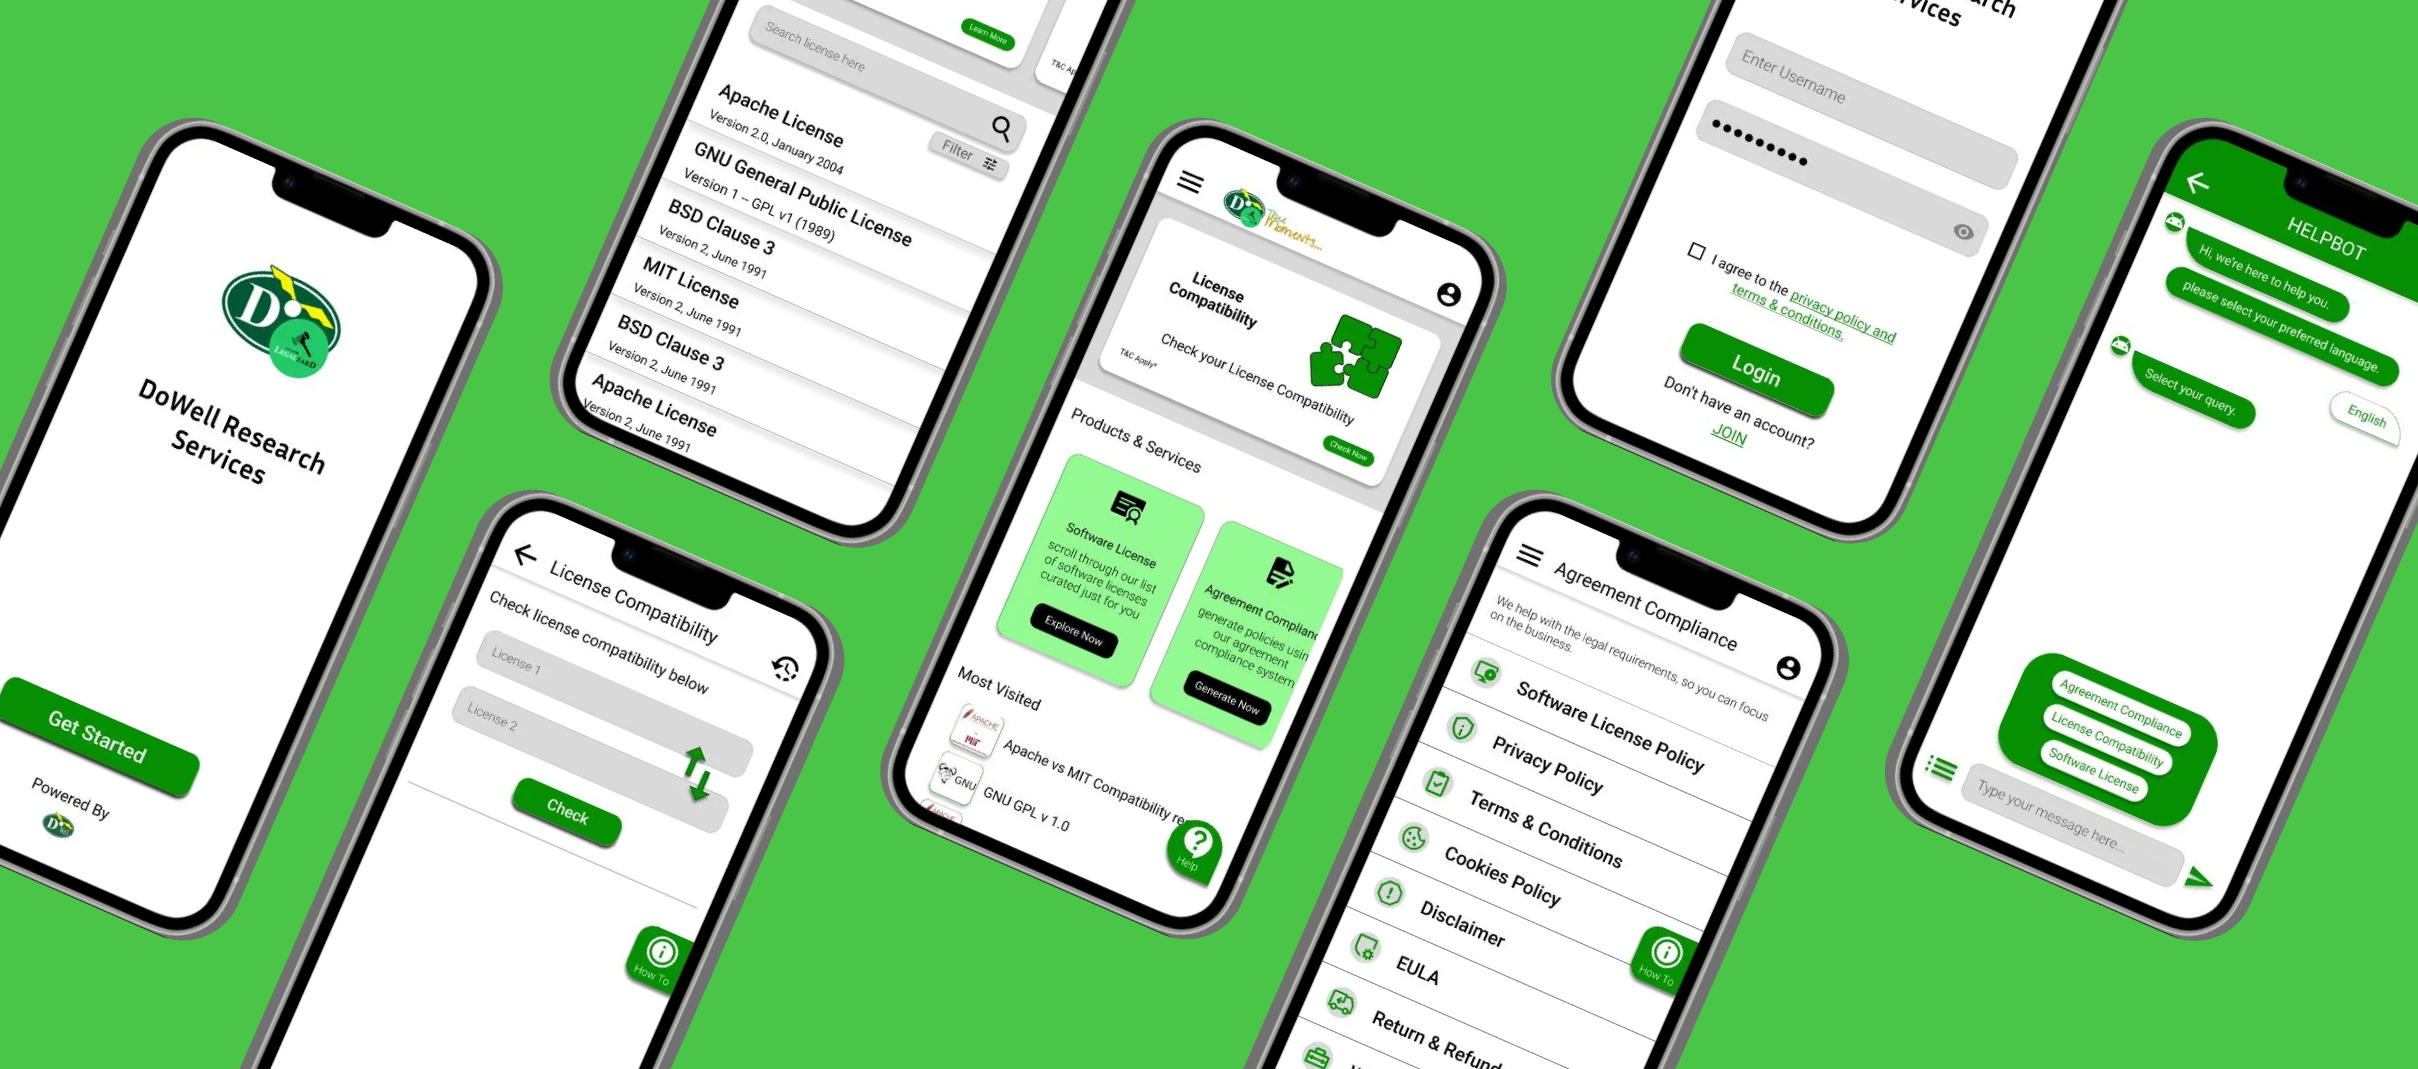 D
LEGALZARD
DoWell Research
Services
Get Started
Powered By
D
Learn More
T&C Ap
Search license here
Filter
Apache License
Version 2.0, January 2004
GNU General Public License
Version 1 – GPL v1 (1989)
BSD Clause 3
Version 2, June 1991
MIT License
Version 2, June 1991
BSD Clause 3
Version 2, June 1991
Apache License
Version 2, June 1991
License Compatibility
Check license compatibility below
License 1
License 2
Check
How To
D
True
Moments...
License
Compatibility
Check your License Compatibility
T&C Apply*
Check Now
Products & Services
Software License
scroll through our list
of software licenses
curated just for you
Explore Now
Agreement Complianc
generate policies usin
our agreement
compliance system
Generate Now
Most Visited
APACHE
MIT
Apache vs MIT Compatibility re
GNU
GNU GPL v 1.0
APACHE
Help
Services
Enter Username
I agree to the privacy policy and
terms & conditions.
Login
Don't have an account?
JOIN
Agreement Compliance
We help with the legal requirements, so you can focus
on the business.
Software License Policy
Privacy Policy
Terms & Conditions
Cookies Policy
Disclaimer
EULA
Return & Refund
How To
HELPBOT
Hi, we're here to help you.
please select your preferred language.
English
Select your query.
Agreement Compliance
License Compatibility
Software License
Type your message here...